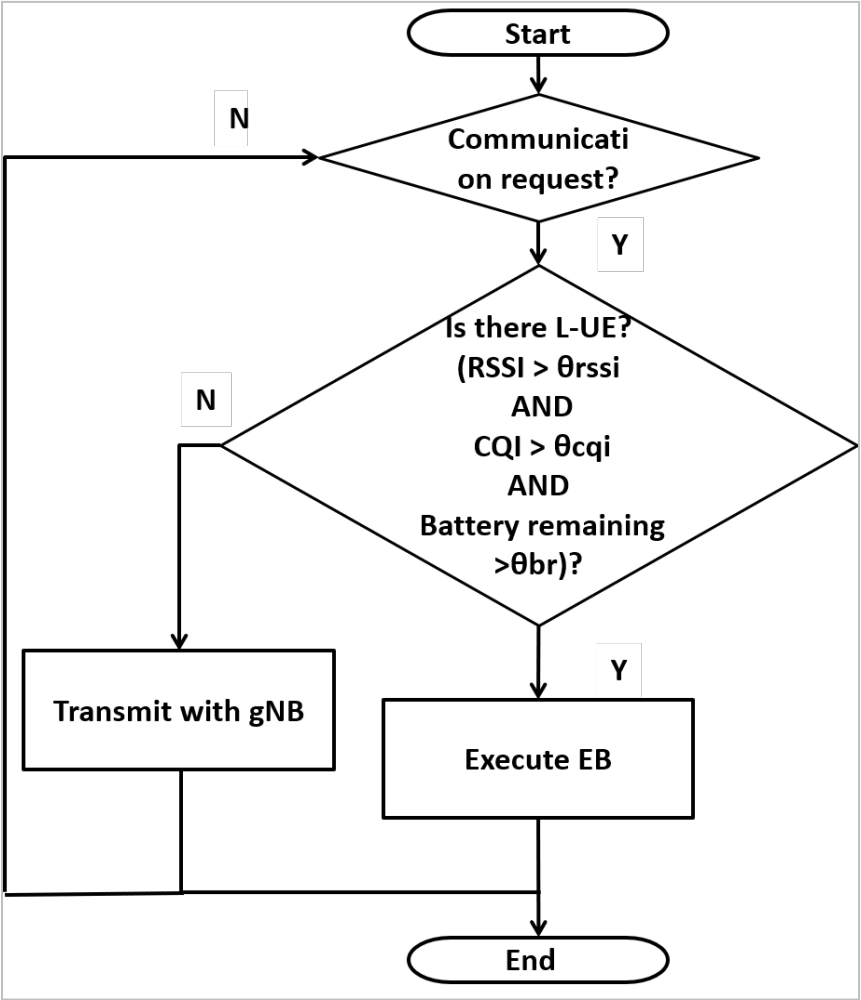 Start
N
Communicati
on request?
Y
Is there L-UE?
(RSSI > θrssi
AND
CQI > θcqi
AND
Battery remaining
>θbr)?
N
Y
Transmit with gNB
Execute EB
End